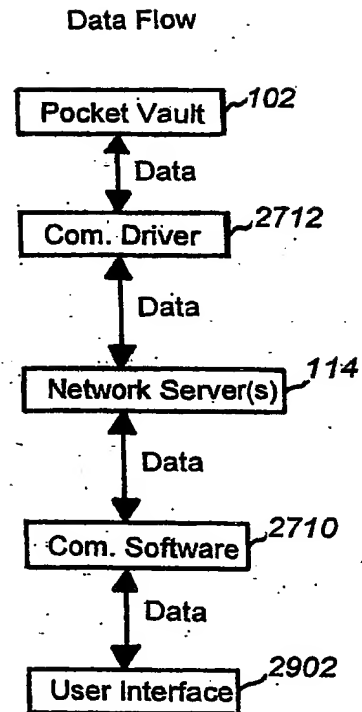 Data Flow
Pocket Vault 102
Data
Com. Driver 2712
Data
Network Server(s) 114
Data
Com. Software 2710
Data
User Interface 2902